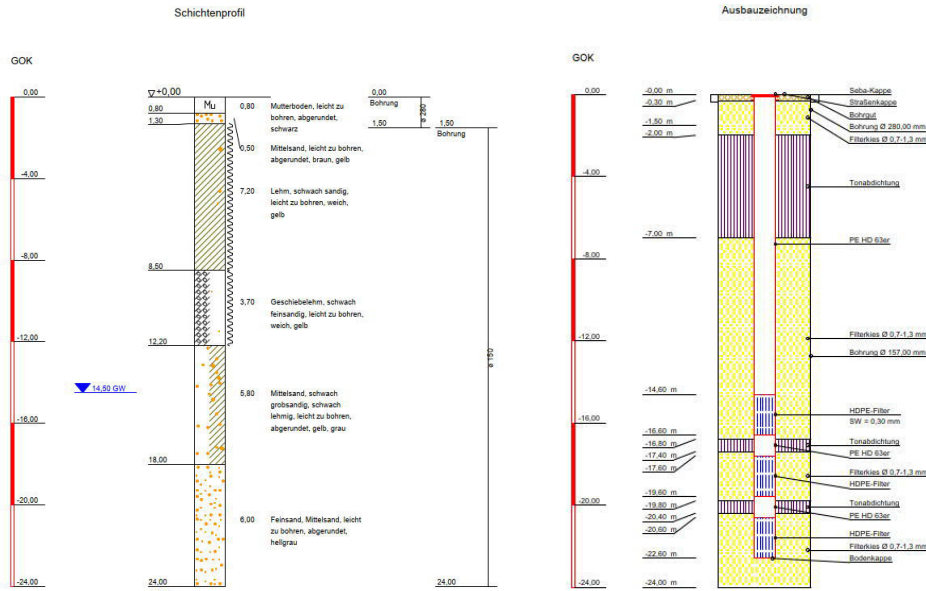 Schichtenprofil
GOK
0,00
-4,00
-8,00
-12,00
-16,00
-20,00
-24,00
14,50 GW
+0,00
0,80
1,30
8,50
12,20
18,00
24,00
Mu
0,80 Mutterboden, leicht zu
bohren, abgerundet,
schwarz
0,50 Mittelsand, leicht zu bohren,
abgerundet, braun, gelb
7,20 Lehm, schwach sandig,
leicht zu bohren, weich,
gelb
3,70 Geschiebelehm, schwach
feinsandig, leicht zu bohren,
weich, gelb
5,80 Mittelsand, schwach
grobsandig, schwach
lehmig, leicht zu bohren,
abgerundet, gelb, grau
6,00 Feinsand, Mittelsand, leicht
zu bohren, abgerundet,
hellgrau
0,00
Bohrung
1,50
ø 280
1,50
Bohrung
ø 150
24,00
Ausbauzeichnung
GOK
0,00
-4,00
-8,00
-12,00
-16,00
-20,00
-24,00
-0,00 m
-0,30 m
-1,50 m
-2,00 m
-7,00 m
-14,60 m
-16,60 m
-16,80 m
-17,40 m
-17,60 m
-19,60 m
-19,80 m
-20,40 m
-20,60 m
-22,60 m
-24,00 m
Seba-Kappe
Straßenkappe
Bohrgut
Bohrung Ø 280,00 mm
Filterkies Ø 0,7-1,3 mm
Tonabdichtung
PE HD 63er
Filterkies Ø 0,7-1,3 mm
Bohrung Ø 157,00 mm
HDPE-Filter
SW = 0,30 mm
Tonabdichtung
PE HD 63er
Filterkies Ø 0,7-1,3 mm
HDPE-Filter
Tonabdichtung
PE HD 63er
HDPE-Filter
Filterkies Ø 0,7-1,3 mm
Bodenkappe